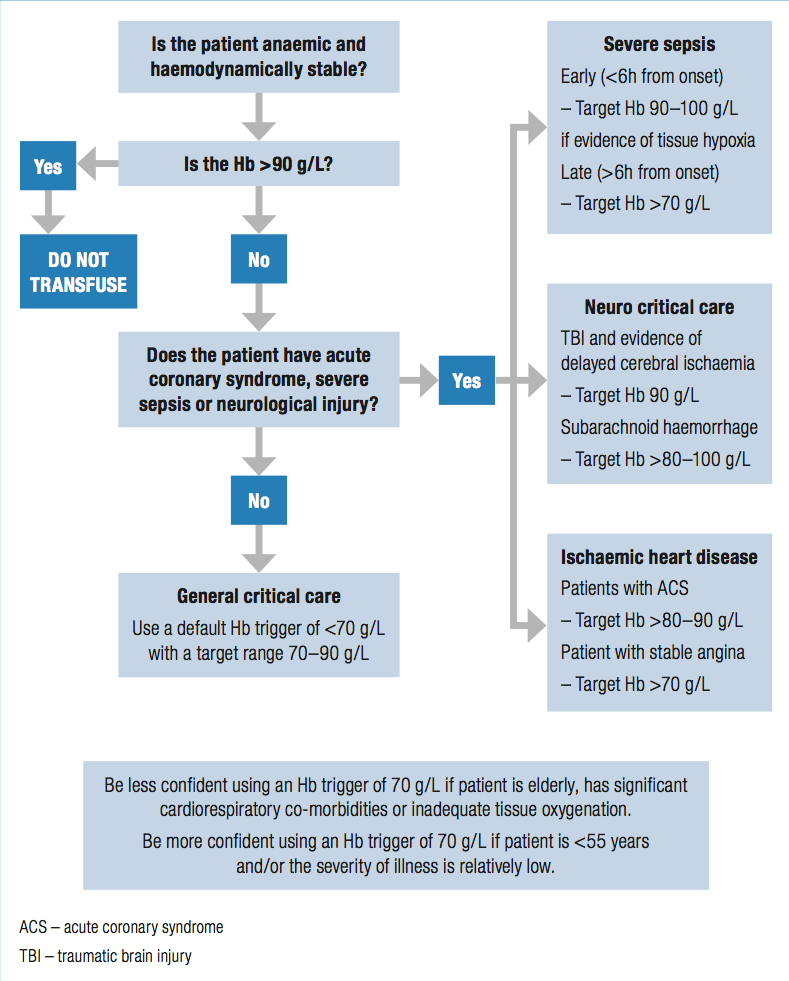 Is the patient anaemic and
haemodynamically stable?
Is the Hb >90 g/L?
Yes
DO NOT
TRANSFUSE
No
Does the patient have acute
coronary syndrome, severe
sepsis or neurological injury?
Yes
No
General critical care
Use a default Hb trigger of <70 g/L
with a target range 70–90 g/L
Severe sepsis
Early (<6h from onset)
– Target Hb 90–100 g/L
if evidence of tissue hypoxia
Late (>6h from onset)
– Target Hb >70 g/L
Neuro critical care
TBI and evidence of
delayed cerebral ischaemia
– Target Hb 90 g/L
Subarachnoid haemorrhage
– Target Hb >80–100 g/L
Ischaemic heart disease
Patients with ACS
– Target Hb >80–90 g/L
Patient with stable angina
– Target Hb >70 g/L
Be less confident using an Hb trigger of 70 g/L if patient is elderly, has significant
cardiorespiratory co-morbidities or inadequate tissue oxygenation.
Be more confident using an Hb trigger of 70 g/L if patient is <55 years
and/or the severity of illness is relatively low.
ACS – acute coronary syndrome
TBI – traumatic brain injury